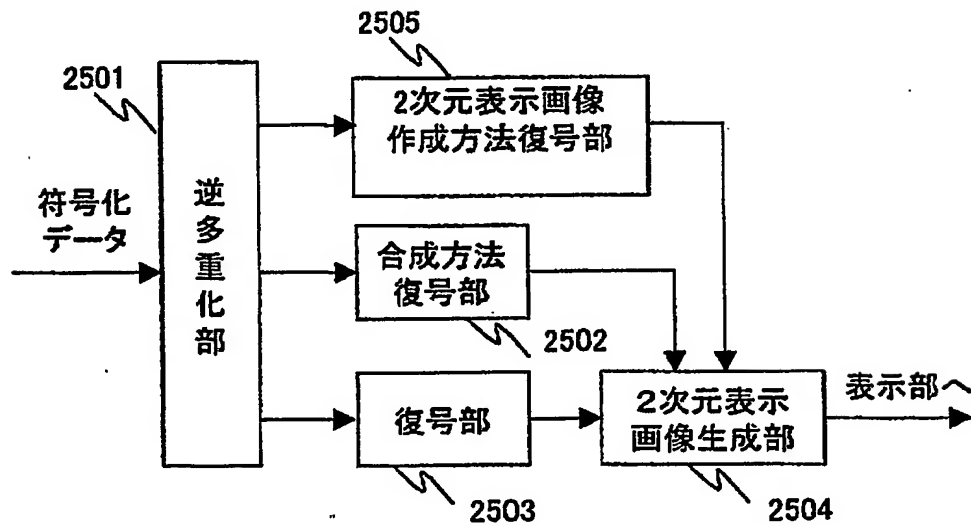 2505
2501
2次元表示画像
作成方法復号部
符号化
データ
逆多重化部
合成方法
復号部
2502
表示部へ
復号部
2次元表示
画像生成部
2503
2504